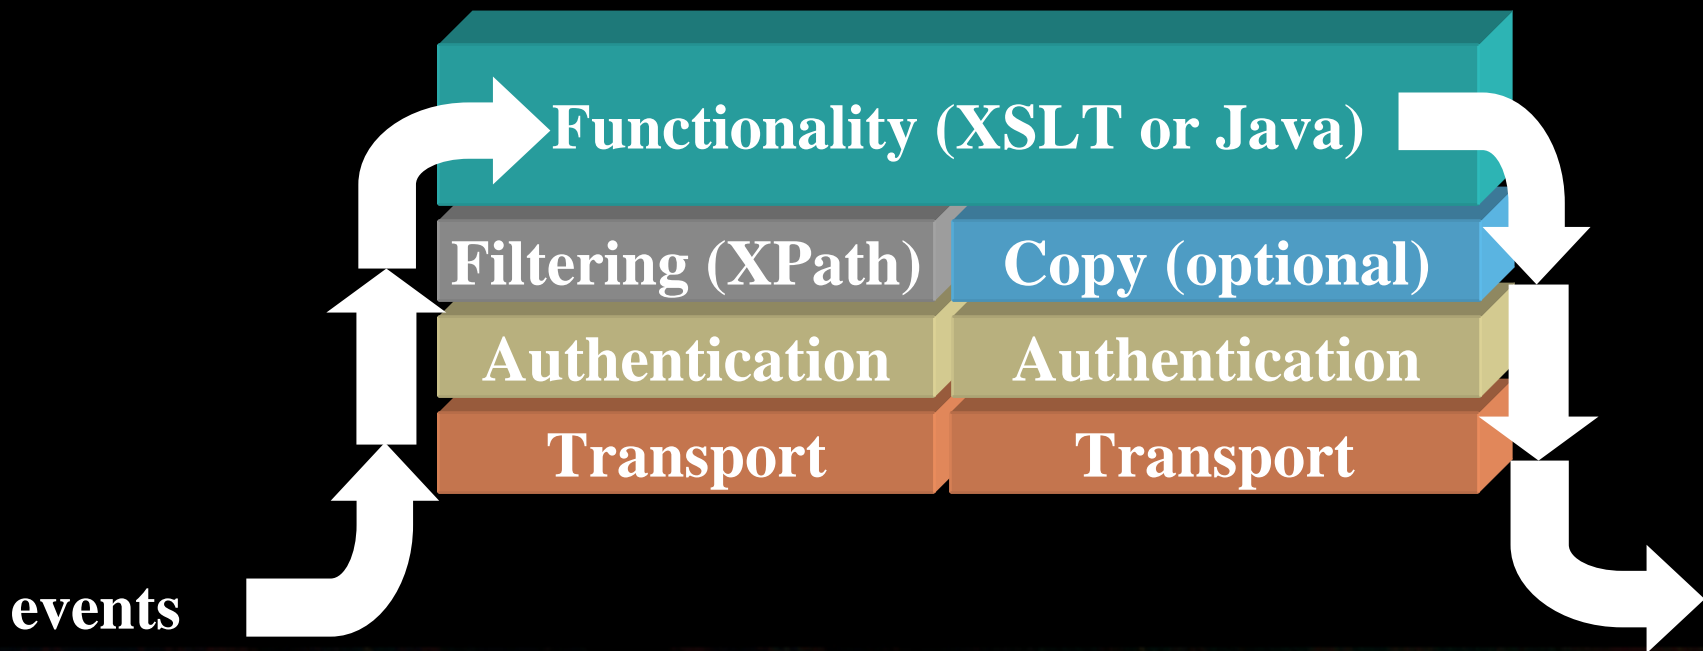 Functionality (XSLT or Java)
Filtering (XPath)
Copy (optional)
Authentication
Authentication
Transport
Transport
events